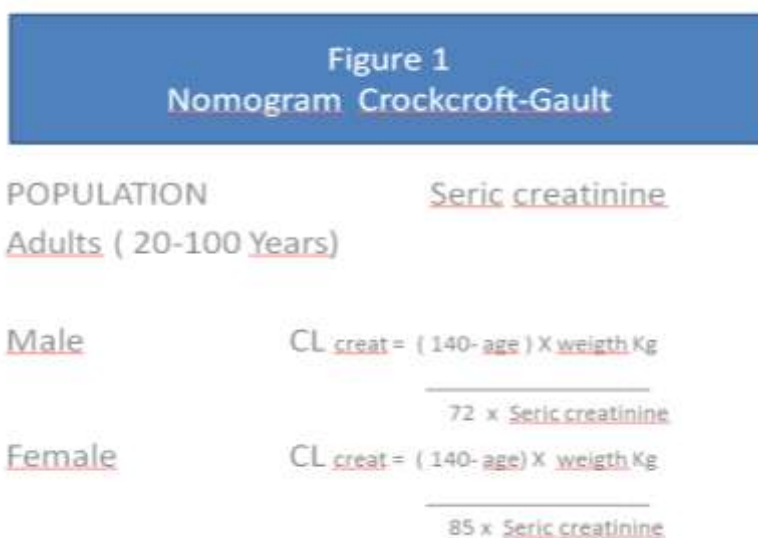 Figure 1
Nomogram Crockcroft-Gault
POPULATION Seric creatinine
Adults ( 20-100 Years)
Male CL creat = ( 140- age ) X weigth Kg
72 x Seric creatinine
Female CL creat = ( 140- age) X weigth Kg
85 x Seric creatinine